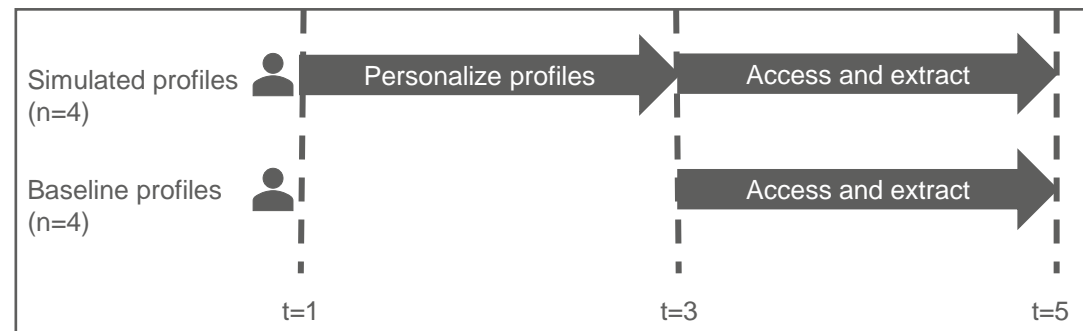 Simulated profiles
(n=4)
Personalize profiles
Access and extract
Baseline profiles
(n=4)
Access and extract
t=1
t=3
t=5